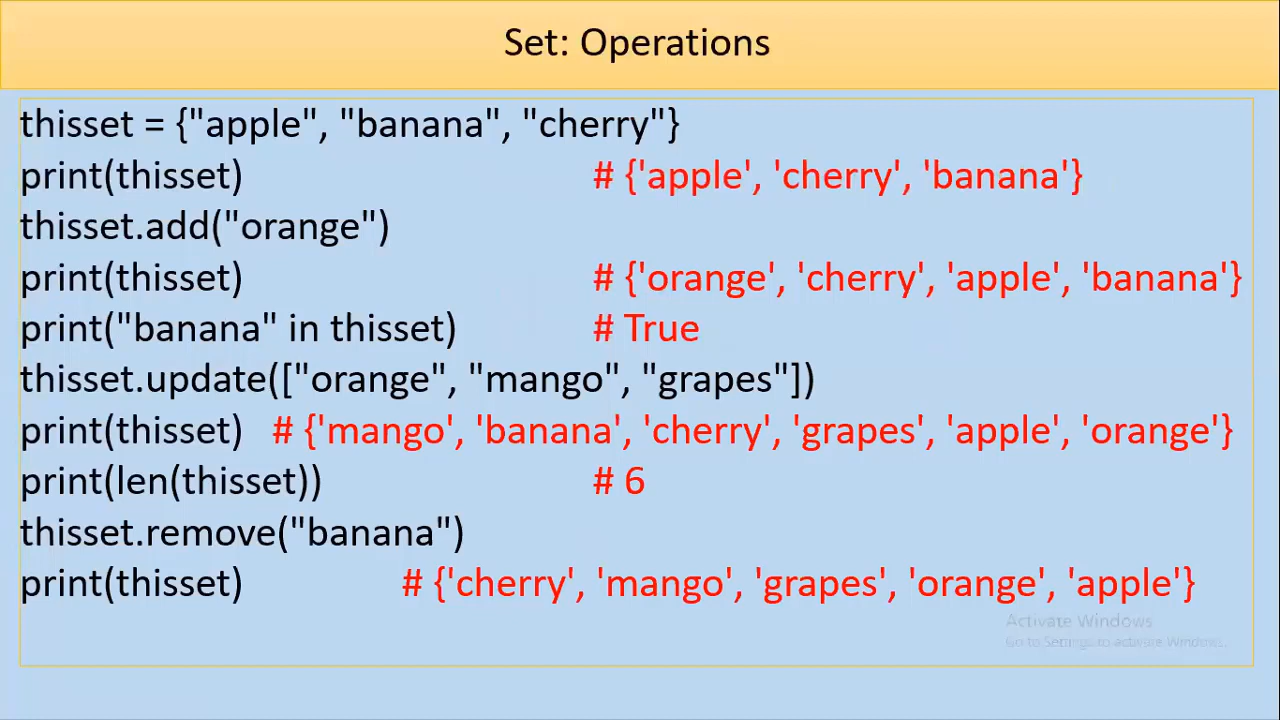 Set: Operations
thisset = {"apple", "banana", "cherry"}
print(thisset) # {'apple', 'cherry', 'banana'}
thisset.add("orange")
print(thisset) # {'orange', 'cherry', 'apple', 'banana'}
print("banana" in thisset) # True
thisset.update(["orange", "mango", "grapes"])
print(thisset) # {'mango', 'banana', 'cherry', 'grapes', 'apple', 'orange'}
print(len(thisset)) # 6
thisset.remove("banana")
print(thisset) # {'cherry', 'mango', 'grapes', 'orange', 'apple'}
Activate Windows
Go to Settings to activate Windows.